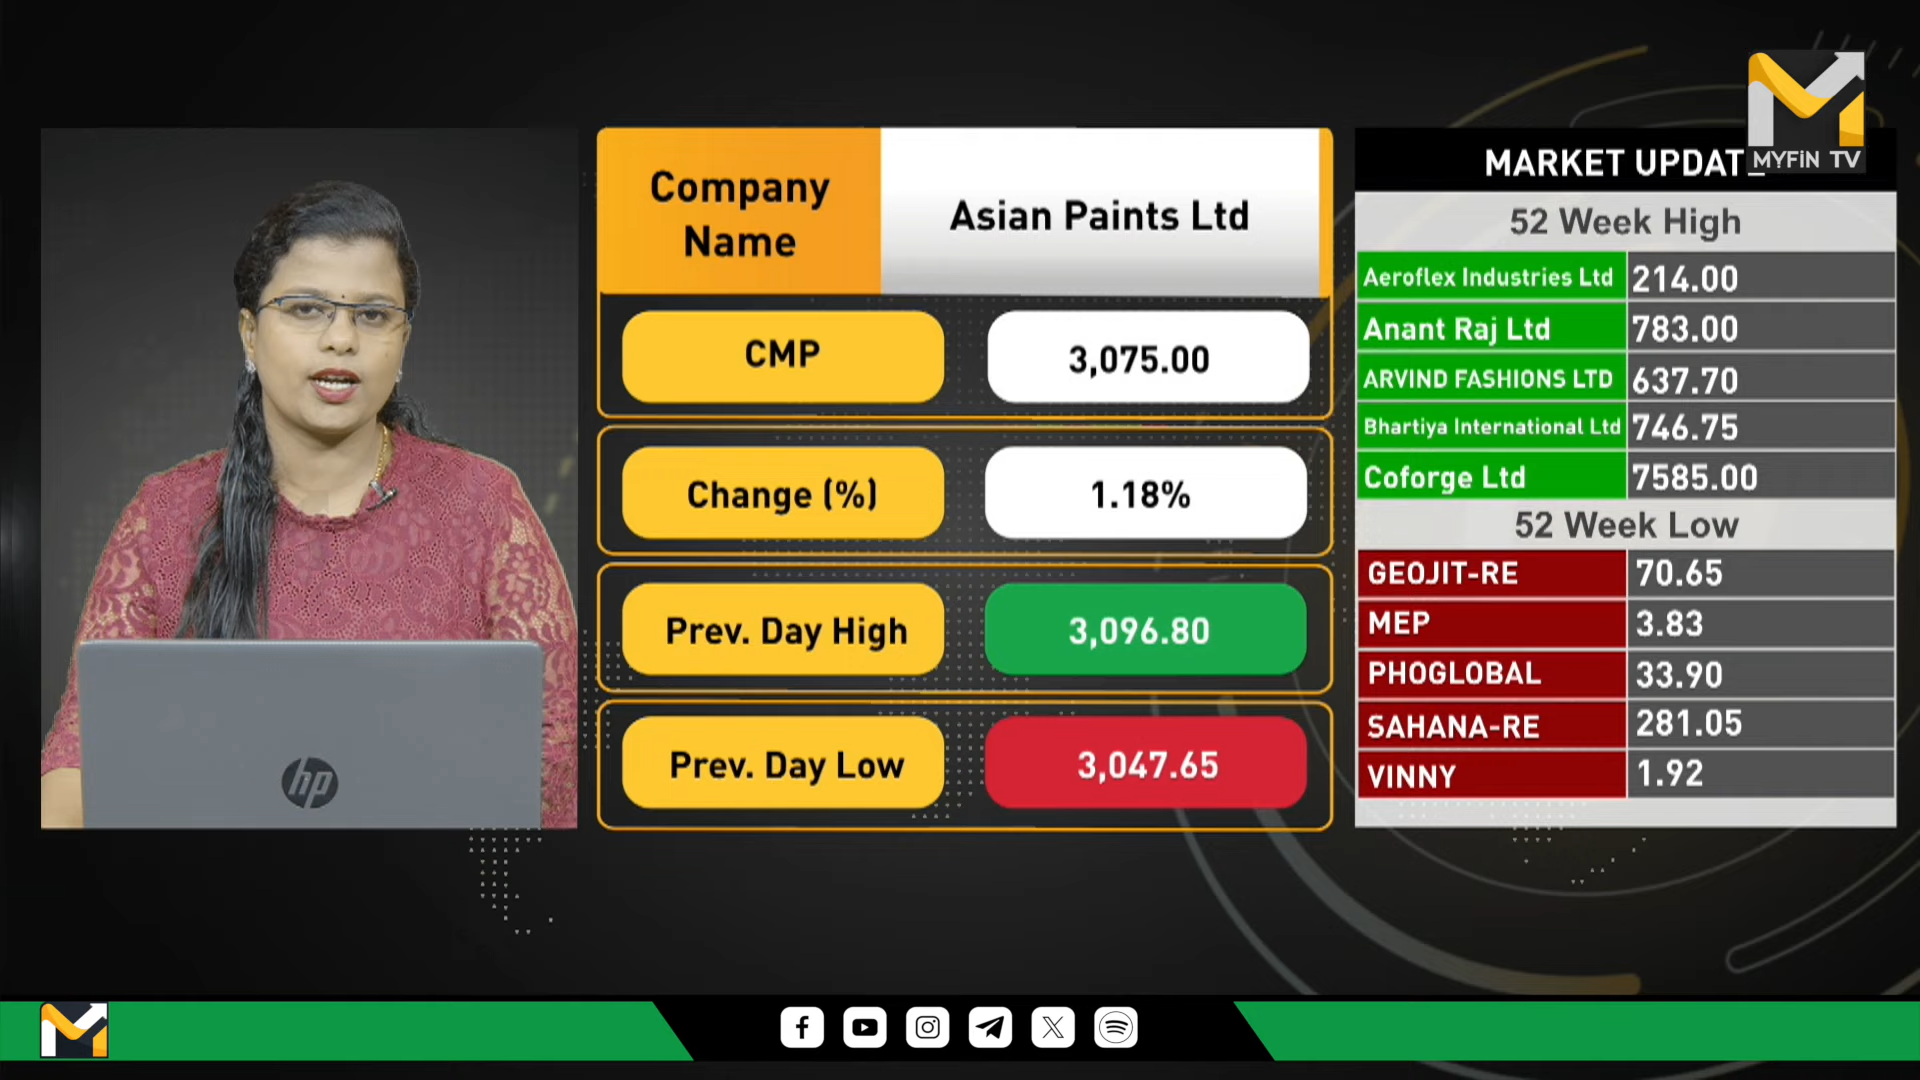 MYFiN TV
Company
Name
Asian Paints Ltd
CMP
3,075.00
Change (%)
1.18%
Prev. Day High
3,096.80
Prev. Day Low
3,047.65
MARKET UPDAT
52 Week High
Aeroflex Industries Ltd 214.00
Anant Raj Ltd 783.00
ARVIND FASHIONS LTD 637.70
Bhartiya International Ltd 746.75
Coforge Ltd 7585.00
52 Week Low
GEOJIT-RE 70.65
MEP 3.83
PHOGLOBAL 33.90
SAHANA-RE 281.05
VINNY 1.92
hp